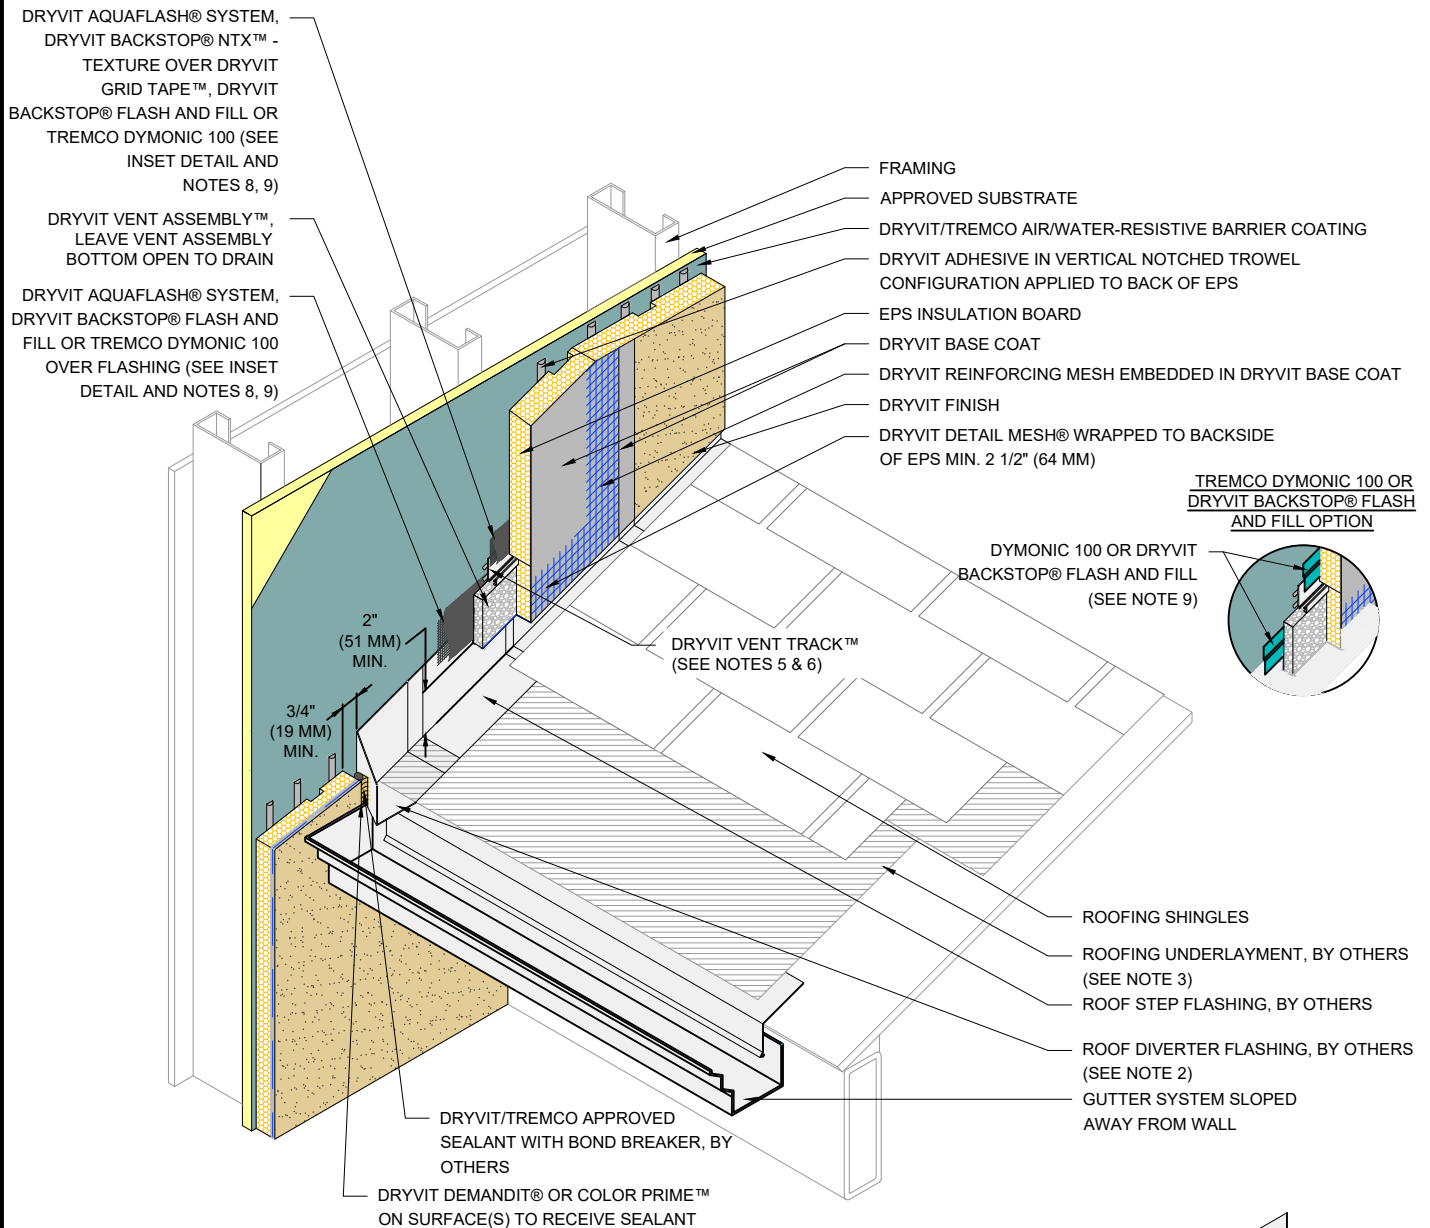 DRYVIT AQUAFLASH® SYSTEM,
DRYVIT BACKSTOP® NTX™ -
TEXTURE OVER DRYVIT
GRID TAPE™, DRYVIT
BACKSTOP® FLASH AND FILL OR
TREMCO DYMONIC 100 (SEE
INSET DETAIL AND
NOTES 8, 9)
DRYVIT VENT ASSEMBLY™,
LEAVE VENT ASSEMBLY
BOTTOM OPEN TO DRAIN
DRYVIT AQUAFLASH® SYSTEM,
DRYVIT BACKSTOP® FLASH AND
FILL OR TREMCO DYMONIC 100
OVER FLASHING (SEE INSET
DETAIL AND NOTES 8, 9)
FRAMING
APPROVED SUBSTRATE
DRYVIT/TREMCO AIR/WATER-RESISTIVE BARRIER COATING
DRYVIT ADHESIVE IN VERTICAL NOTCHED TROWEL
CONFIGURATION APPLIED TO BACK OF EPS
EPS INSULATION BOARD
DRYVIT BASE COAT
DRYVIT REINFORCING MESH EMBEDDED IN DRYVIT BASE COAT
DRYVIT FINISH
DRYVIT DETAIL MESH® WRAPPED TO BACKSIDE
OF EPS MIN. 2 1/2" (64 MM)
TREMCO DYMONIC 100 OR
DRYVIT BACKSTOP® FLASH
AND FILL OPTION
DYMONIC 100 OR DRYVIT
BACKSTOP® FLASH AND FILL
(SEE NOTE 9)
2"
(51 MM)
MIN.
DRYVIT VENT TRACK™
(SEE NOTES 5 & 6)
3/4"
(19 MM)
MIN.
ROOFING SHINGLES
ROOFING UNDERLAYMENT, BY OTHERS
(SEE NOTE 3)
ROOF STEP FLASHING, BY OTHERS
ROOF DIVERTER FLASHING, BY OTHERS
(SEE NOTE 2)
GUTTER SYSTEM SLOPED
AWAY FROM WALL
DRYVIT/TREMCO APPROVED
SEALANT WITH BOND BREAKER, BY
OTHERS
DRYVIT DEMANDIT® OR COLOR PRIME™
ON SURFACE(S) TO RECEIVE SEALANT